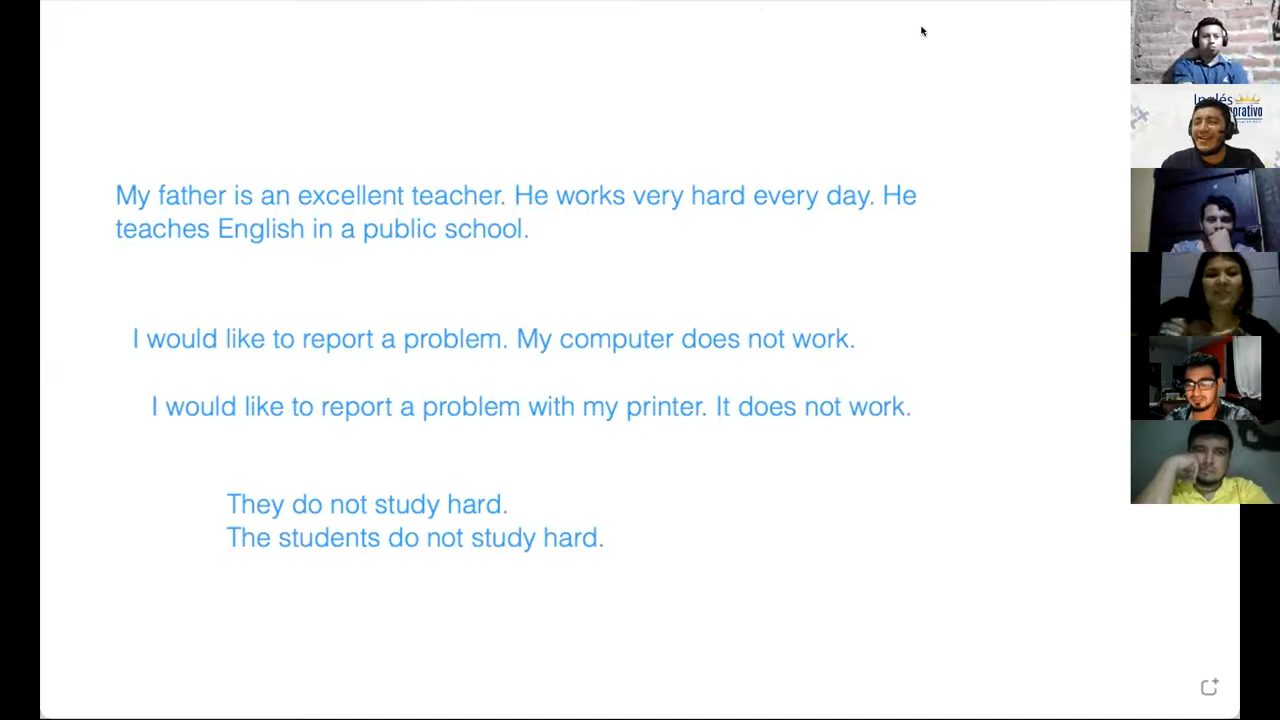 My father is an excellent teacher. He works very hard every day. He
teaches English in a public school.
I would like to report a problem. My computer does not work.
I would like to report a problem with my printer. It does not work.
They do not study hard.
The students do not study hard.
Inglés
orativo